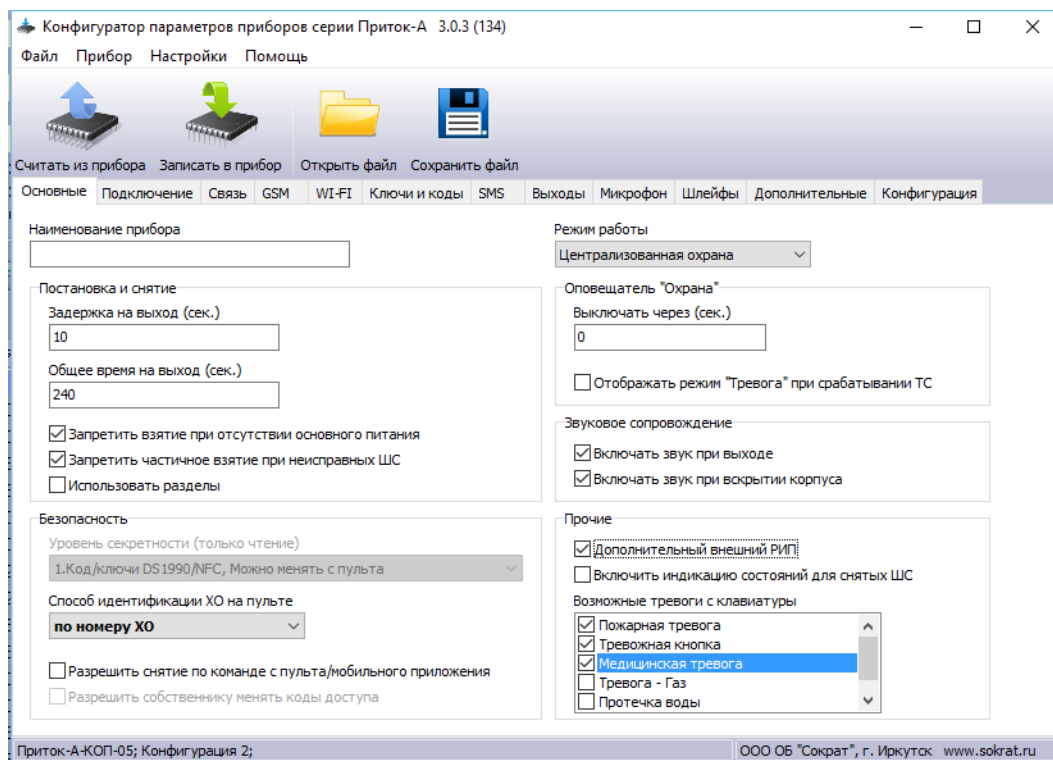 Конфигуратор параметров приборов серии Приток-А 3.0.3 (134)
Файл Прибор Настройки Помощь
Считать из прибора Записать в прибор Открыть файл Сохранить файл
Основные Подключение Связь GSM WI-FI Ключи и коды SMS Выходы Микрофон Шлейфы Дополнительные Конфигурация
Наименование прибора
Режим работы
Централизованная охрана
Постановка и снятие
Задержка на выход (сек.)
10
Общее время на выход (сек.)
240
Запретить взятие при отсутствии основного питания
Запретить частичное взятие при неисправных ШС
Использовать разделы
Оповещатель "Охрана"
Выключать через (сек.)
0
Отображать режим "Тревога" при срабатывании ТС
Звуковое сопровождение
Включать звук при выходе
Включать звук при вскрытии корпуса
Безопасность
Уровень секретности (только чтение)
1.Код/ключи DS1990/NFC, Можно менять с пульта
Способ идентификации ХО на пульте
по номеру ХО
Разрешить снятие по команде с пульта/мобильного приложения
Разрешить собственнику менять коды доступа
Прочие
Дополнительный внешний РИП
Включить индикацию состояний для снятых ШС
Возможные тревоги с клавиатуры
Пожарная тревога
Тревожная кнопка
Медицинская тревога
Тревога - Газ
Протечка воды
Приток-А-КОП-05; Конфигурация 2;
ООО ОБ "Сократ", г. Иркутск www.sokrat.ru